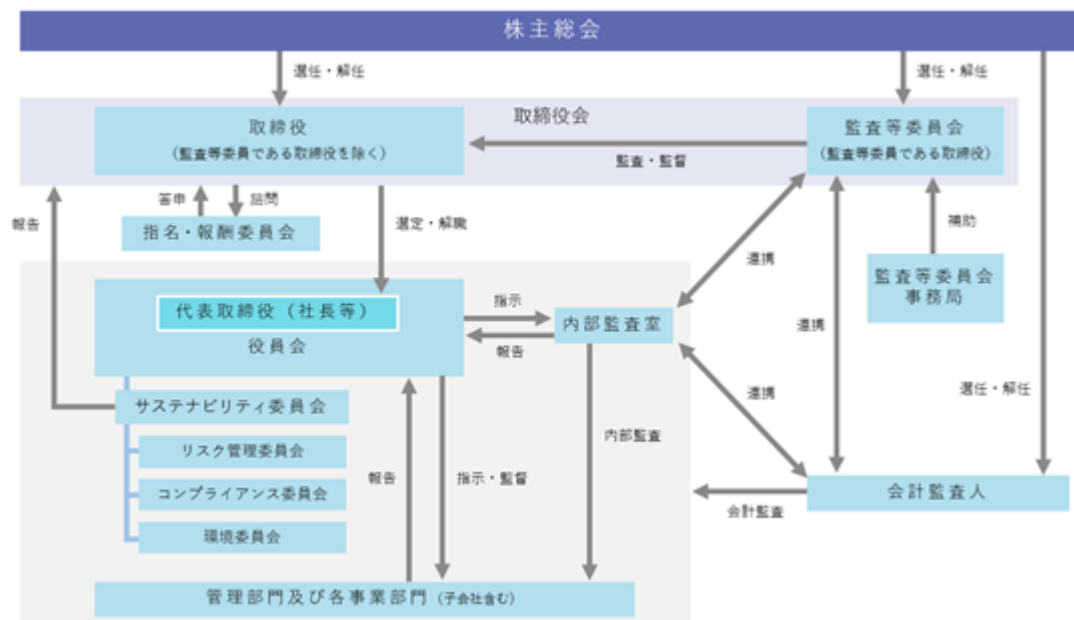 株主総会
選任・解任
選任・解任
取締役会
取締役
(監査等委員である取締役を除く)
監査等委員会
(監査等委員である取締役)
監査・監督
答申
諮問
報告
指名・報酬委員会
選定・解職
補助
連携
監査等委員会
事務局
代表取締役(社長等)
役員会
指示
報告
内部監査室
連携
選任・解任
サステナビリティ委員会
連携
リスク管理委員会
内部監査
コンプライアンス委員会
報告
指示・監督
会計監査人
会計監査
環境委員会
管理部門及び各事業部門(子会社含む)